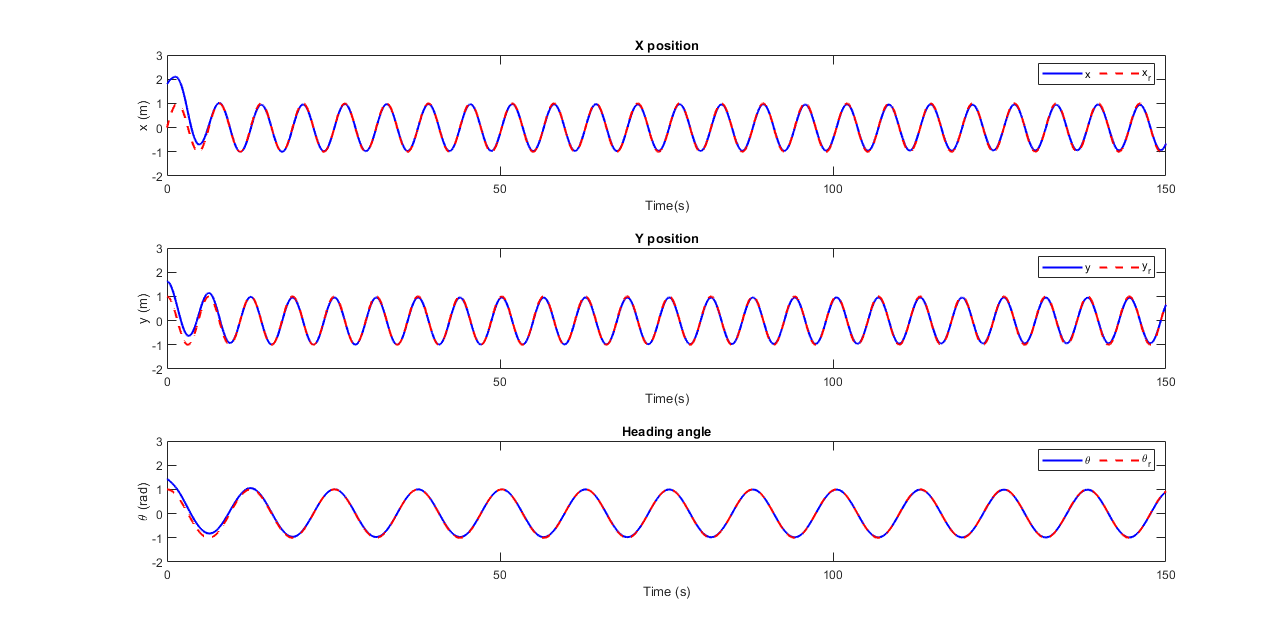 X position
3
2
1
0
-1
-2
x (m)
x x_r
0 50 100 150
Time(s)
Y position
3
2
1
0
-1
-2
y (m)
y y_r
0 50 100 150
Time(s)
Heading angle
3
2
1
0
-1
-2
θ (rad)
θ θ_r
0 50 100 150
Time (s)